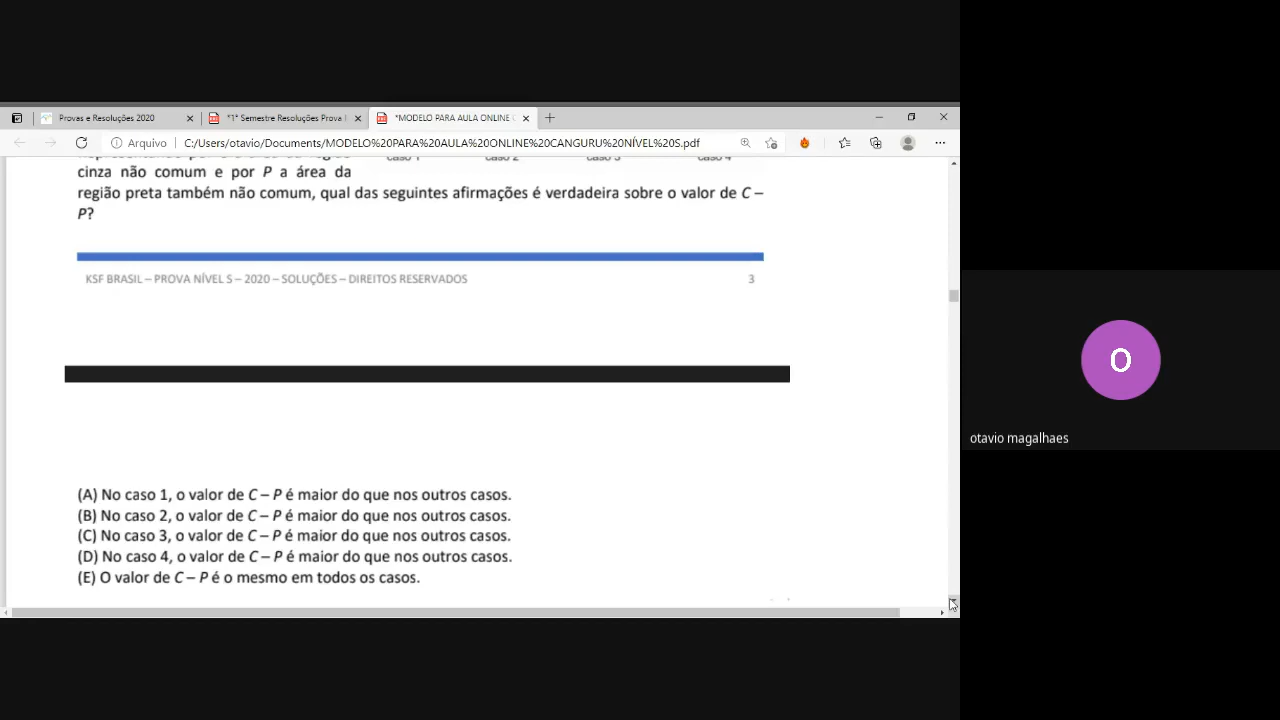 Provas e Resoluções 2020
*1° Semestre Resoluções Prova
*MODELO PARA AULA ONLINE
Arquivo
C:/Users/otavio/Documents/MODELO%20PARA%20AULA%20ONLINE%20CANGURU%20NÍVEL%20S.pdf
caso 1 caso 2 caso 3 caso 4
cinza não comum e por P a área da
região preta também não comum, qual das seguintes afirmações é verdadeira sobre o valor de C –
P?
KSF BRASIL – PROVA NÍVEL S – 2020 – SOLUÇÕES – DIREITOS RESERVADOS 3
(A) No caso 1, o valor de C – P é maior do que nos outros casos.
(B) No caso 2, o valor de C – P é maior do que nos outros casos.
(C) No caso 3, o valor de C – P é maior do que nos outros casos.
(D) No caso 4, o valor de C – P é maior do que nos outros casos.
(E) O valor de C – P é o mesmo em todos os casos.
O
otavio magalhaes